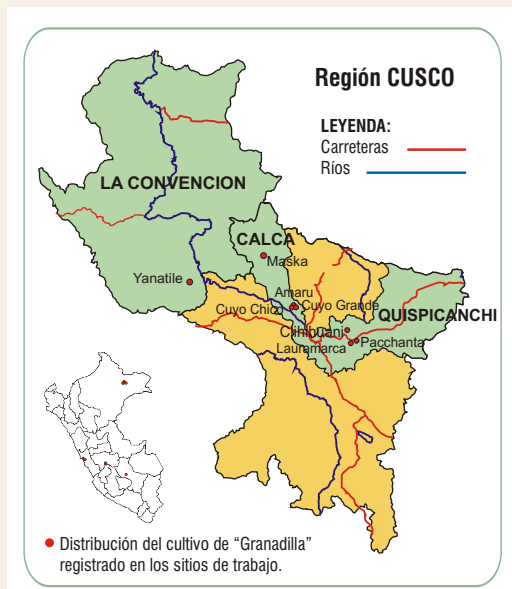 Región CUSCO
LEYENDA:
Carreteras
Ríos
LA CONVENCION
CALCA
Maska
Yanatile
Amaru
Cuyo Chico
Cuyo Grande
QUISPICANCHI
Lauramarca
Pacchanta
Distribución del cultivo de “Granadilla”
registrado en los sitios de trabajo.